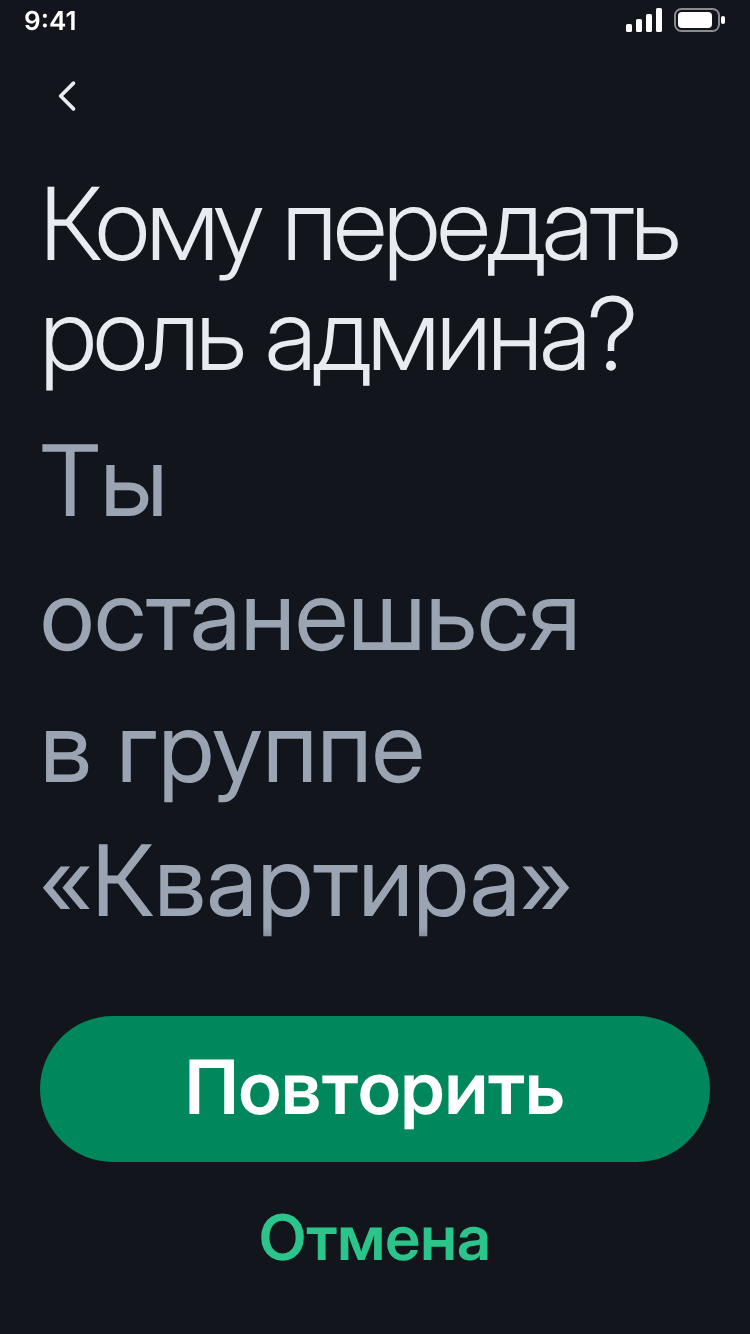 9:41
Кому передать
роль админа?
Ты
останешься
в группе
«Квартира»
Повторить
Отмена